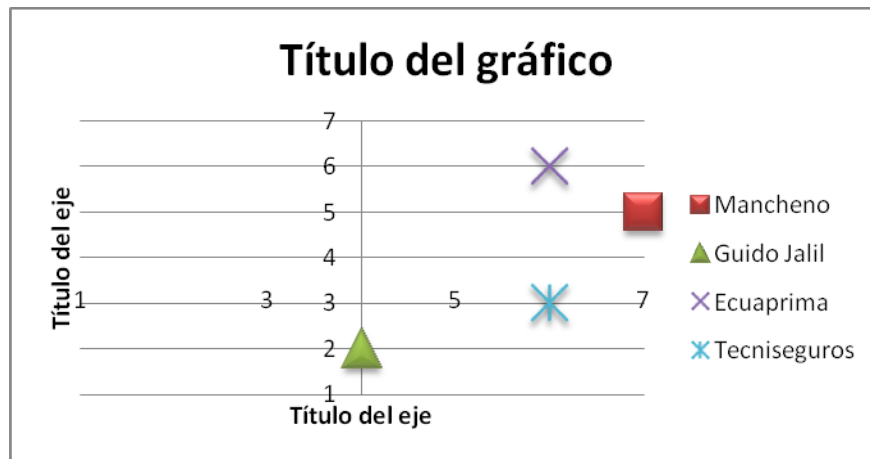 Título del gráfico
7
6
5
4
1 3 3 5 7
2
1
Título del eje
Título del eje
Mancheno
Guido Jalil
Ecuaprima
Tecniseguros